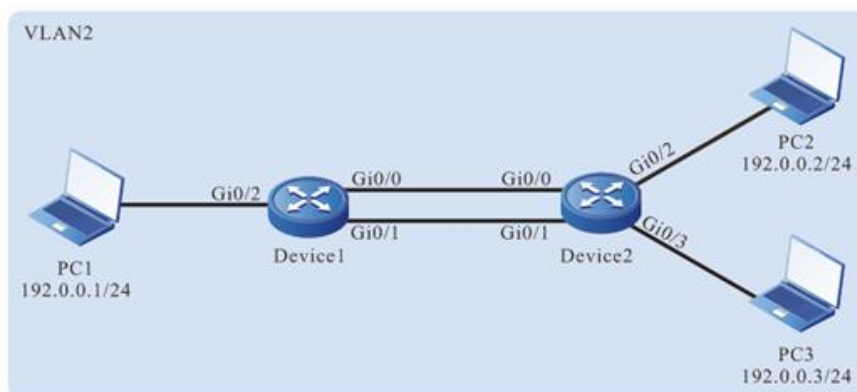 VLAN2
PC1
192.0.0.1/24
Gi0/2
Device1
Gi0/0
Gi0/1
Gi0/0
Gi0/1
Device2
Gi0/2
Gi0/3
PC2
192.0.0.2/24
PC3
192.0.0.3/24